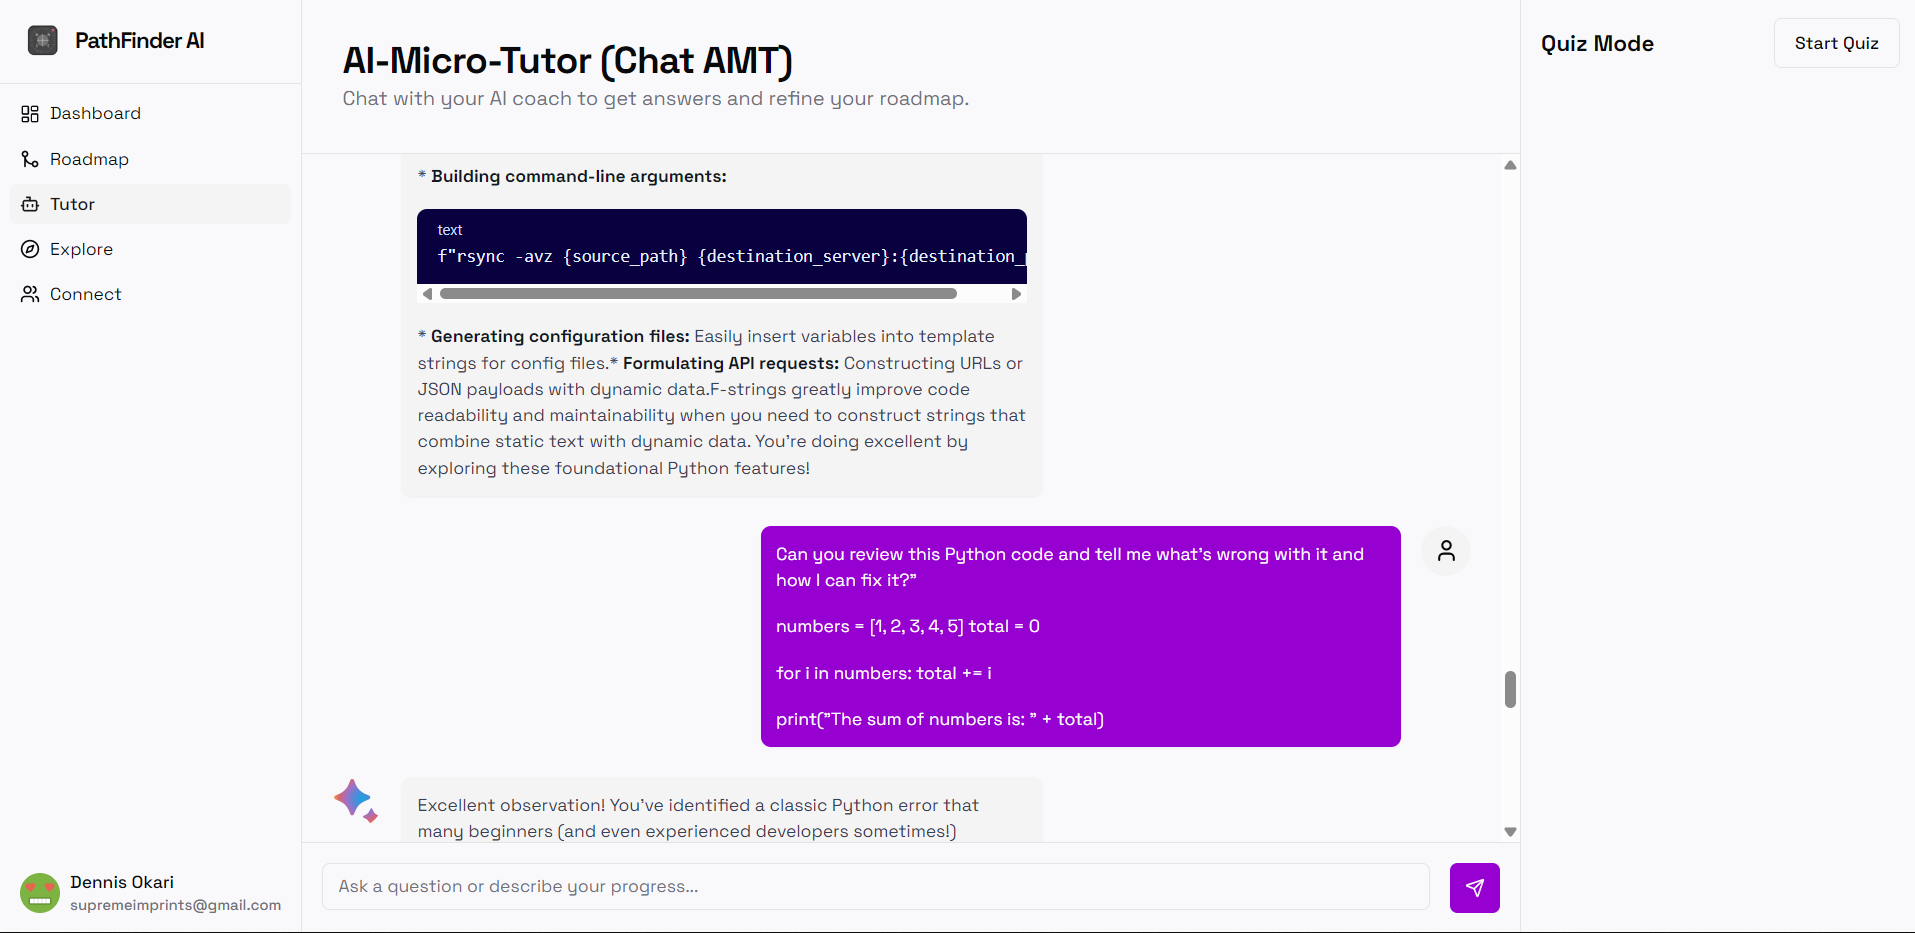 PathFinder AI
Dashboard
Roadmap
Tutor
Explore
Connect
Dennis Okari
supremeimprints@gmail.com
AI-Micro-Tutor (Chat AMT)
Chat with your AI coach to get answers and refine your roadmap.
* Building command-line arguments:
text
f"rsync -avz {source_path} {destination_server}:{destination_
* Generating configuration files: Easily insert variables into template
strings for config files.* Formulating API requests: Constructing URLs or
JSON payloads with dynamic data.F-strings greatly improve code
readability and maintainability when you need to construct strings that
combine static text with dynamic data. You're doing excellent by
exploring these foundational Python features!
Can you review this Python code and tell me what's wrong with it and
how I can fix it?"
numbers = [1, 2, 3, 4, 5] total = 0
for i in numbers: total += i
print("The sum of numbers is: " + total)
Excellent observation! You've identified a classic Python error that
many beginners (and even experienced developers sometimes!)
Ask a question or describe your progress...
Quiz Mode
Start Quiz